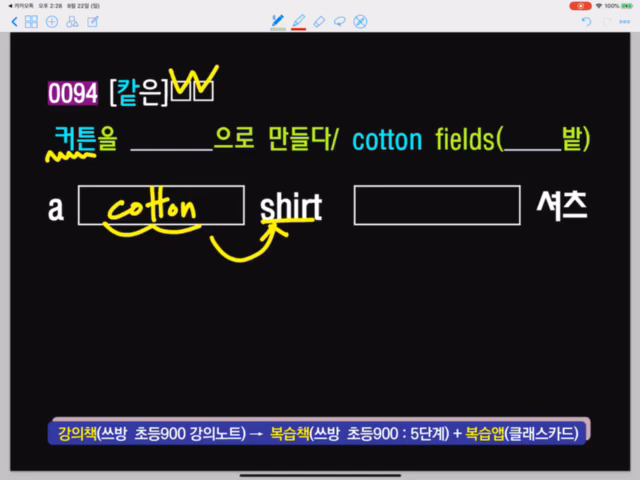 카카오톡 오후 2:28 9월 22일 (일) 100%
0094 [캍은]□□
커튼을 ________으로 만들다/ cotton fields(_____밭)
a cotton shirt 셔츠
강의책(쓰방 초등900 강의노트) → 복습책(쓰방 초등900 : 5단계) + 복습앱(클래스카드)